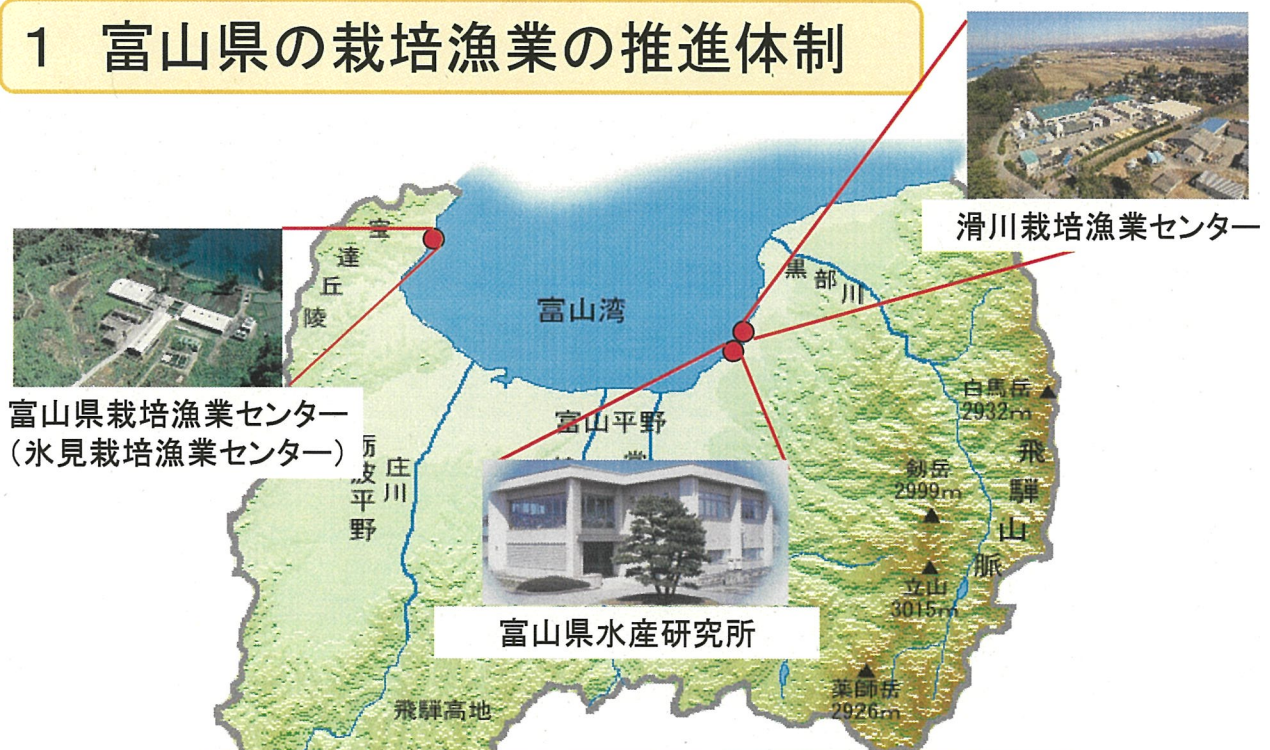 1 富山県の栽培漁業の推進体制
滑川栽培漁業センター
宝達丘陵
富山湾
黒部川
富山県栽培漁業センター
（氷見栽培漁業センター）
白馬岳
2932m
富山平野
飛騨山脈
剱岳
2999m
庄川
砺波平野
立山
3015m
富山県水産研究所
薬師岳
2926m
飛騨高地